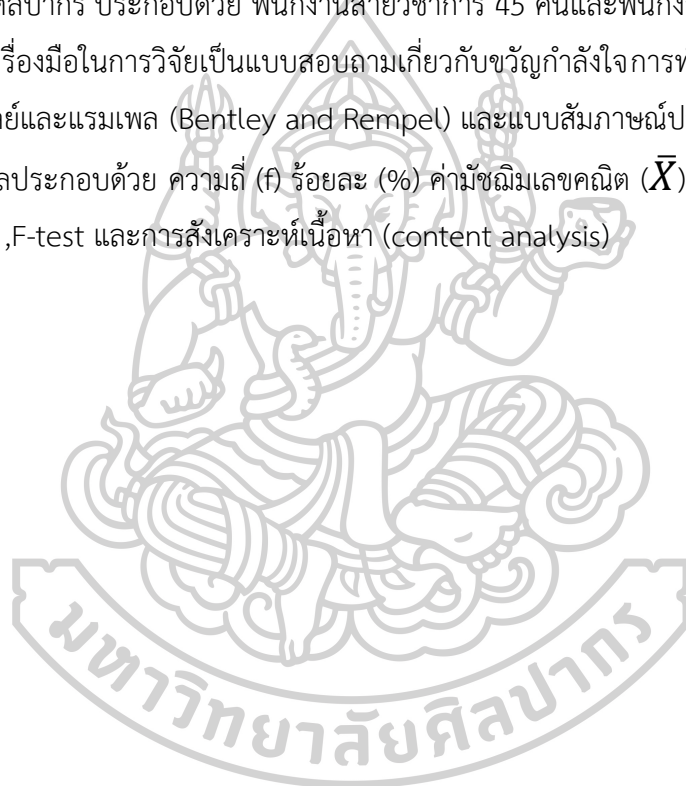 ศิลปากร ประกอบด้วย พนักงานสายวิชาการ 45 คนและพนักง
รื่องมือในการวิจัยเป็นแบบสอบถามเกี่ยวกับขวัญกำลังใจการท
ย์และแรมเพล (Bentley and Rempel) และแบบสัมภาษณ์ป
ลประกอบด้วย ความถี่ (f) ร้อยละ (%) ค่ามัชฌิมเลขคณิต (X̄)
,F-test และการสังเคราะห์เนื้อหา (content analysis)
มหาวิทยาลัยศิลปากร